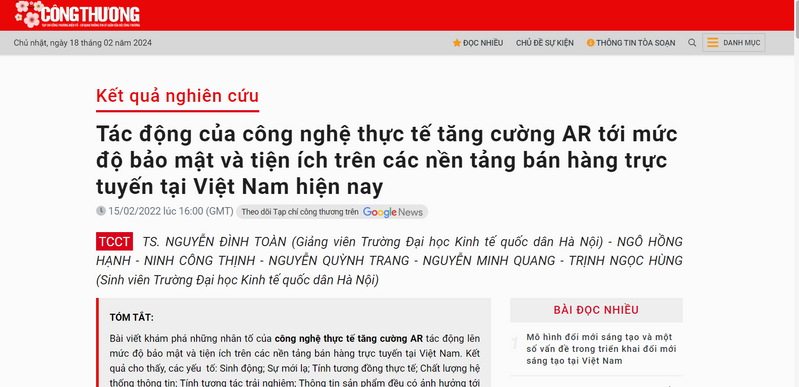 CÔNG THƯƠNG
Chủ nhật, ngày 18 tháng 02 năm 2024
ĐỌC NHIỀU
CHỦ ĐỀ SỰ KIỆN
THÔNG TIN TÒA SOẠN
DANH MỤC
Kết quả nghiên cứu
Tác động của công nghệ thực tế tăng cường AR tới mức
độ bảo mật và tiện ích trên các nền tảng bán hàng trực
tuyến tại Việt Nam hiện nay
15/02/2022 lúc 16:00 (GMT)
Theo dõi Tạp chí công thương trên Google News
TCCT TS. NGUYỄN ĐÌNH TOÀN (Giảng viên Trường Đại học Kinh tế quốc dân Hà Nội) - NGÔ HỒNG
HẠNH - NINH CÔNG THỊNH - NGUYỄN QUỲNH TRANG - NGUYỄN MINH QUANG - TRỊNH NGỌC HÙNG
(Sinh viên Trường Đại học Kinh tế quốc dân Hà Nội)
TÓM TẮT:
Bài viết khám phá những nhân tố của công nghệ thực tế tăng cường AR tác động lên
mức độ bảo mật và tiện ích trên các nền tảng bán hàng trực tuyến tại Việt Nam. Kết
quả cho thấy, các yếu tố: Sinh động; Sự mới lạ; Tính tương đồng thực tế; Chất lượng hệ
thống thông tin; Tính tương tác trải nghiệm; Thông tin sản phẩm đều có ảnh hưởng tới
BÀI ĐỌC NHIỀU
1
Mô hình đổi mới sáng tạo và một
số vấn đề trong triển khai đổi mới
sáng tạo tại Việt Nam